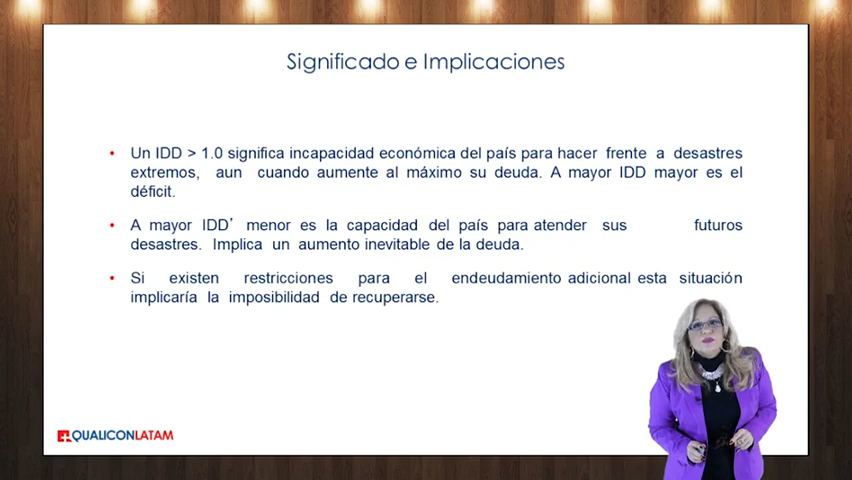 Significado e Implicaciones
• Un IDD > 1.0 significa incapacidad económica del país para hacer frente a desastres
extremos, aun cuando aumente al máximo su deuda. A mayor IDD mayor es el
déficit.
• A mayor IDD’ menor es la capacidad del país para atender sus futuros
desastres. Implica un aumento inevitable de la deuda.
• Si existen restricciones para el endeudamiento adicional esta situación
implicaría la imposibilidad de recuperarse.
QUALICONLATAM